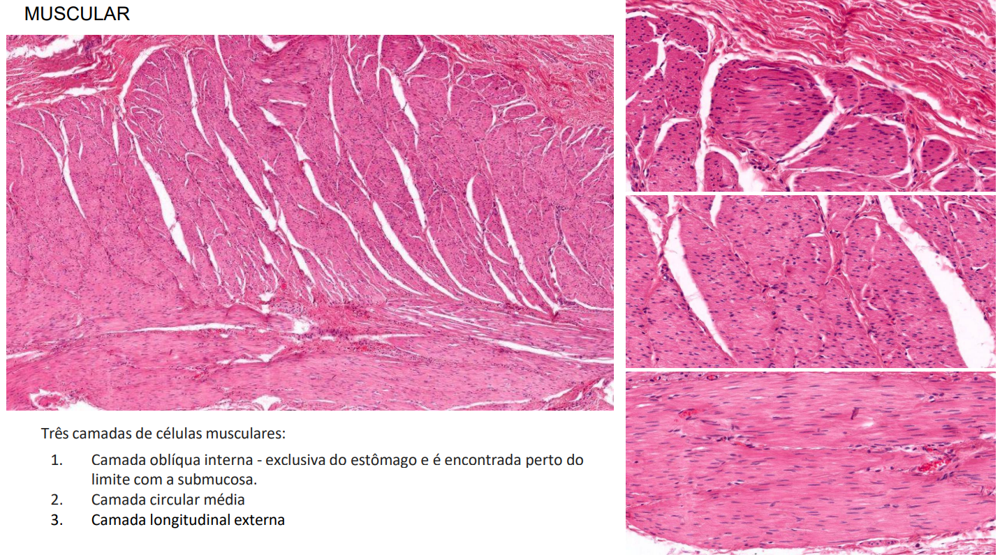 MUSCULAR
Três camadas de células musculares:
1. Camada oblíqua interna - exclusiva do estômago e é encontrada perto do
limite com a submucosa.
2. Camada circular média
3. Camada longitudinal externa